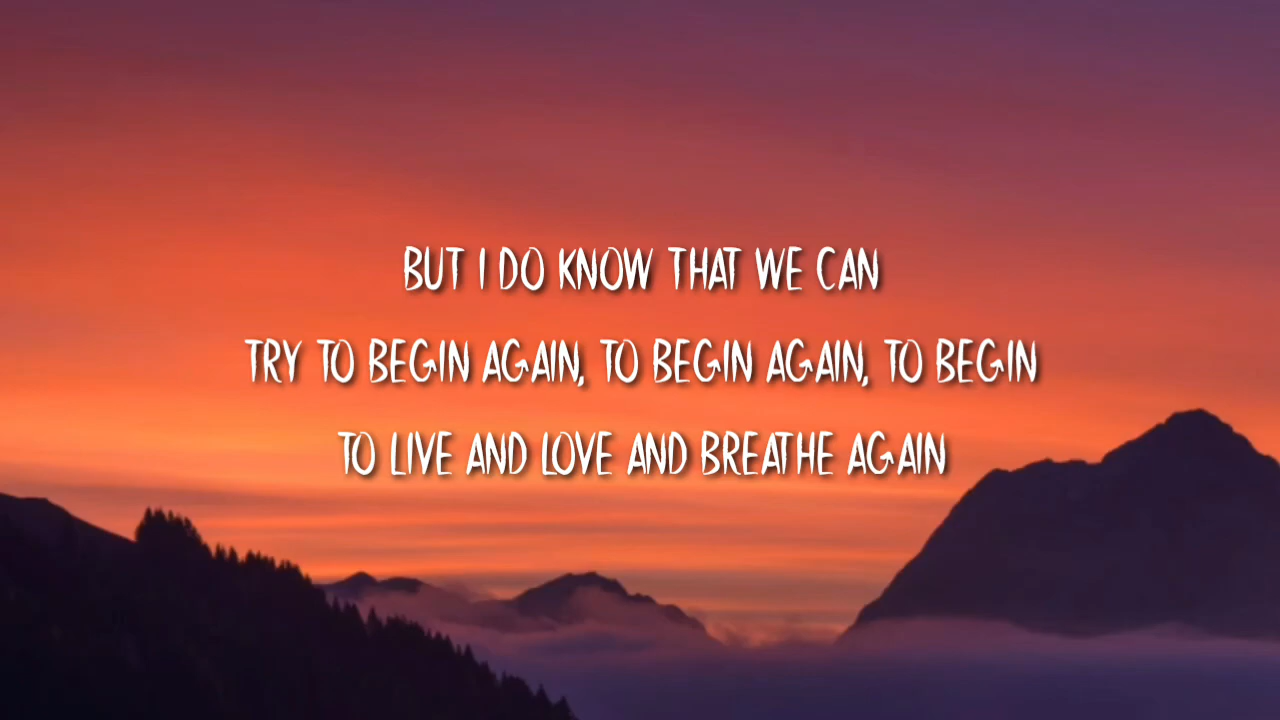 BUT I DO KNOW THAT WE CAN
TRY TO BEGIN AGAIN, TO BEGIN AGAIN, TO BEGIN
TO LIVE AND LOVE AND BREATHE AGAIN